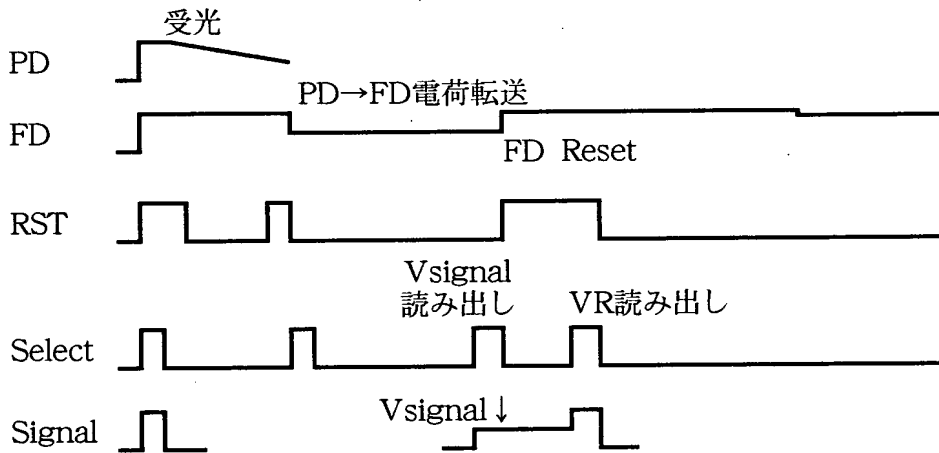 受光
PD
PD→FD電荷転送
FD
FD Reset
RST
Vsignal
読み出し
VR読み出し
Select
Vsignal↓
Signal